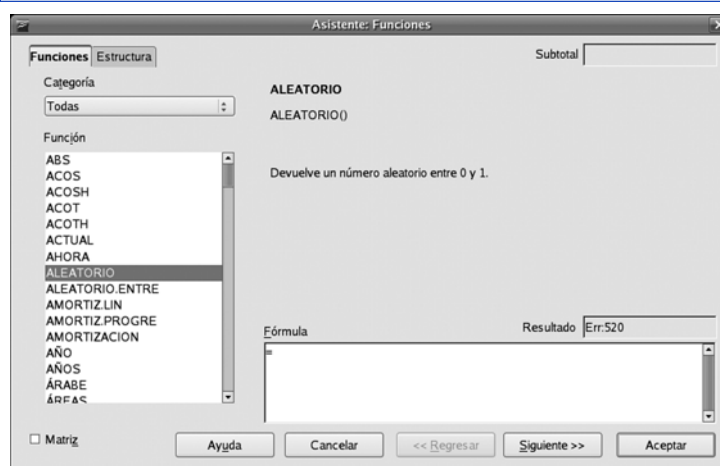 Asistente: Funciones
Funciones Estructura
Subtotal
Categoría
Todas
Función
ABS
ACOS
ACOSH
ACOT
ACOTH
ACTUAL
AHORA
ALEATORIO
ALEATORIO.ENTRE
AMORTIZ.LIN
AMORTIZ.PROGRE
AMORTIZACION
AÑO
AÑOS
ÁRABE
ÁREAS
ALEATORIO
ALEATORIO()
Devuelve un número aleatorio entre 0 y 1.
Fórmula
Resultado Err:520
=
Matriz
Ayuda
Cancelar
<< Regresar
Siguiente >>
Aceptar